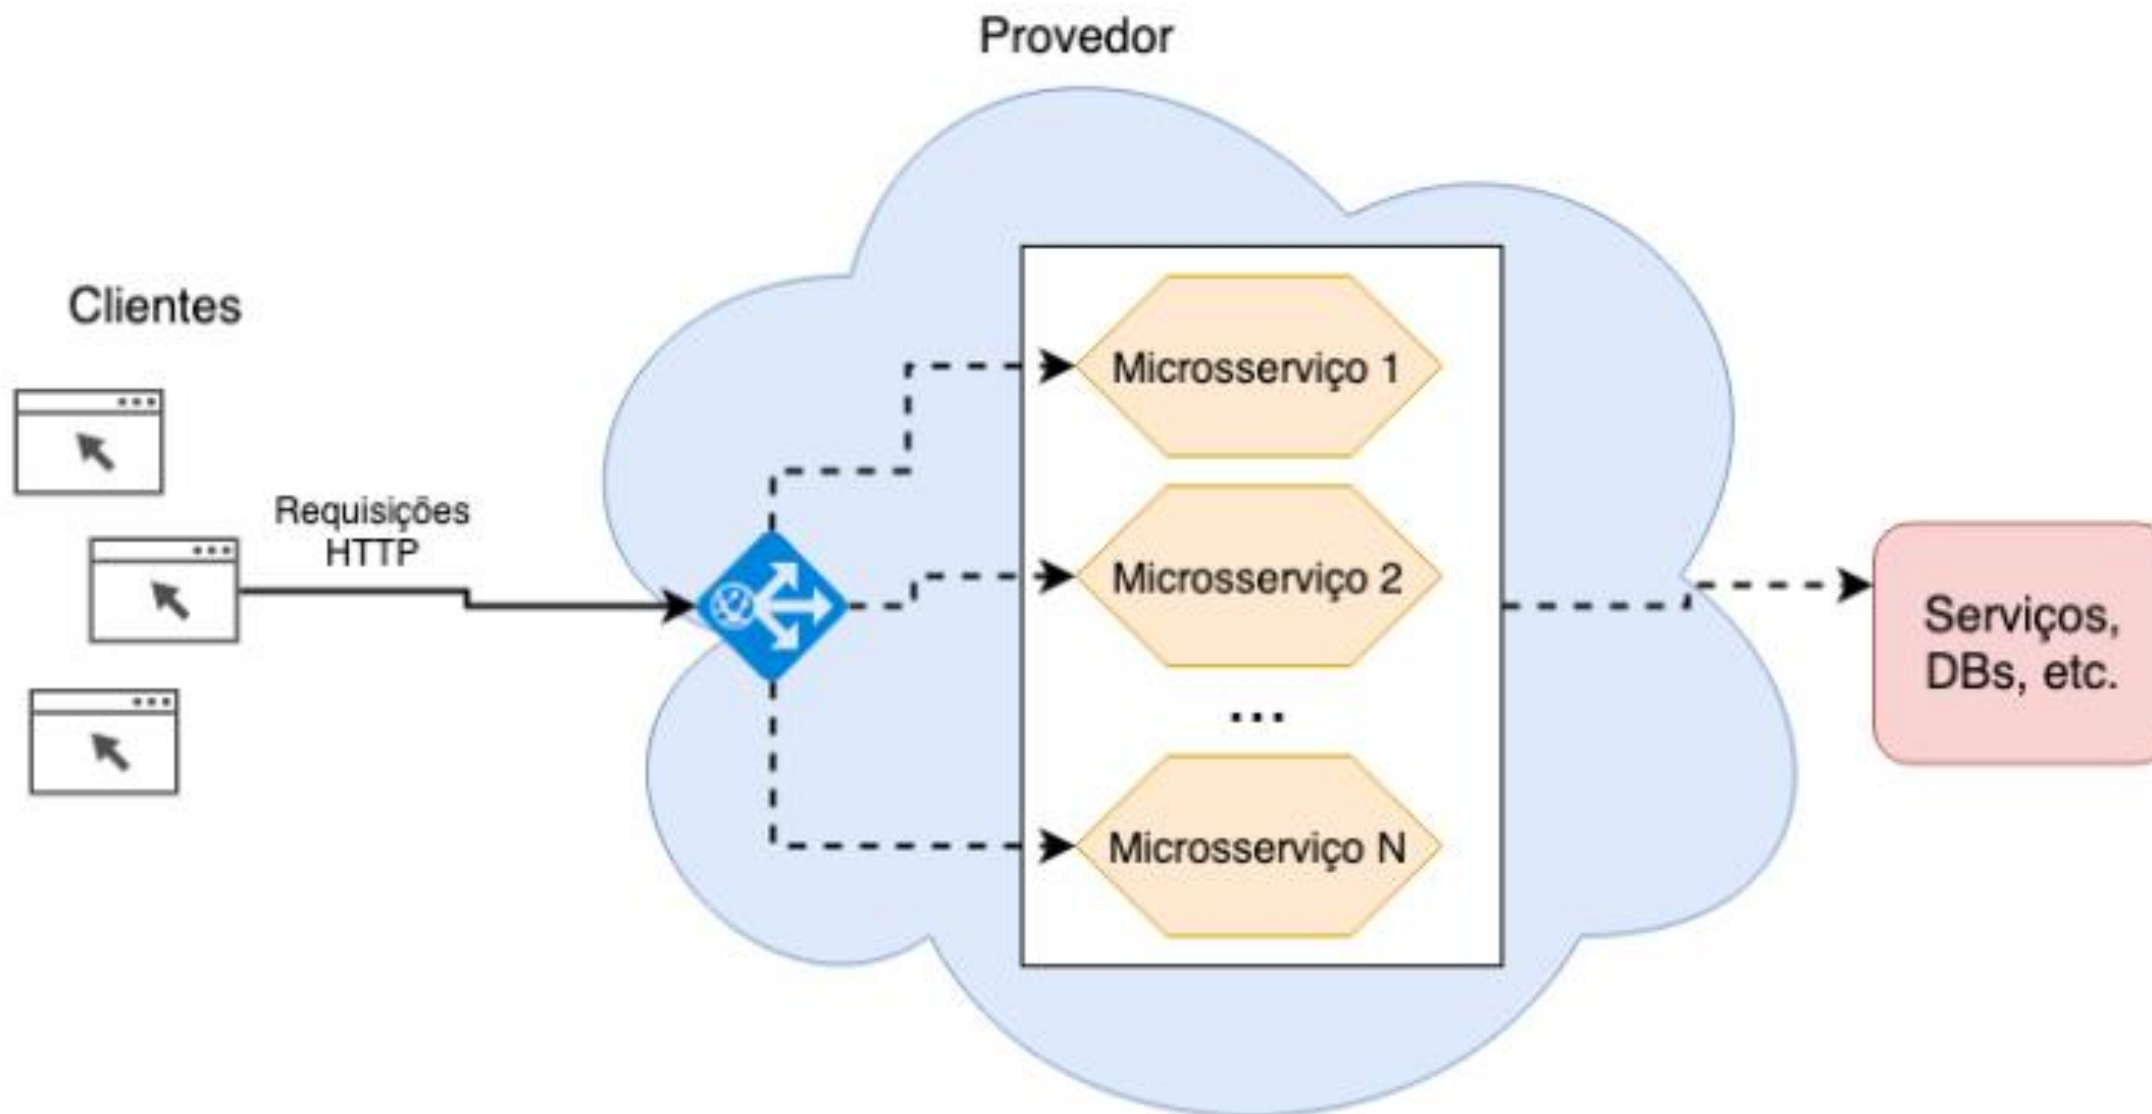 Provedor
Clientes
Requisições
HTTP
Microsserviço 1
Microsserviço 2
...
Microsserviço N
Serviços,
DBs, etc.